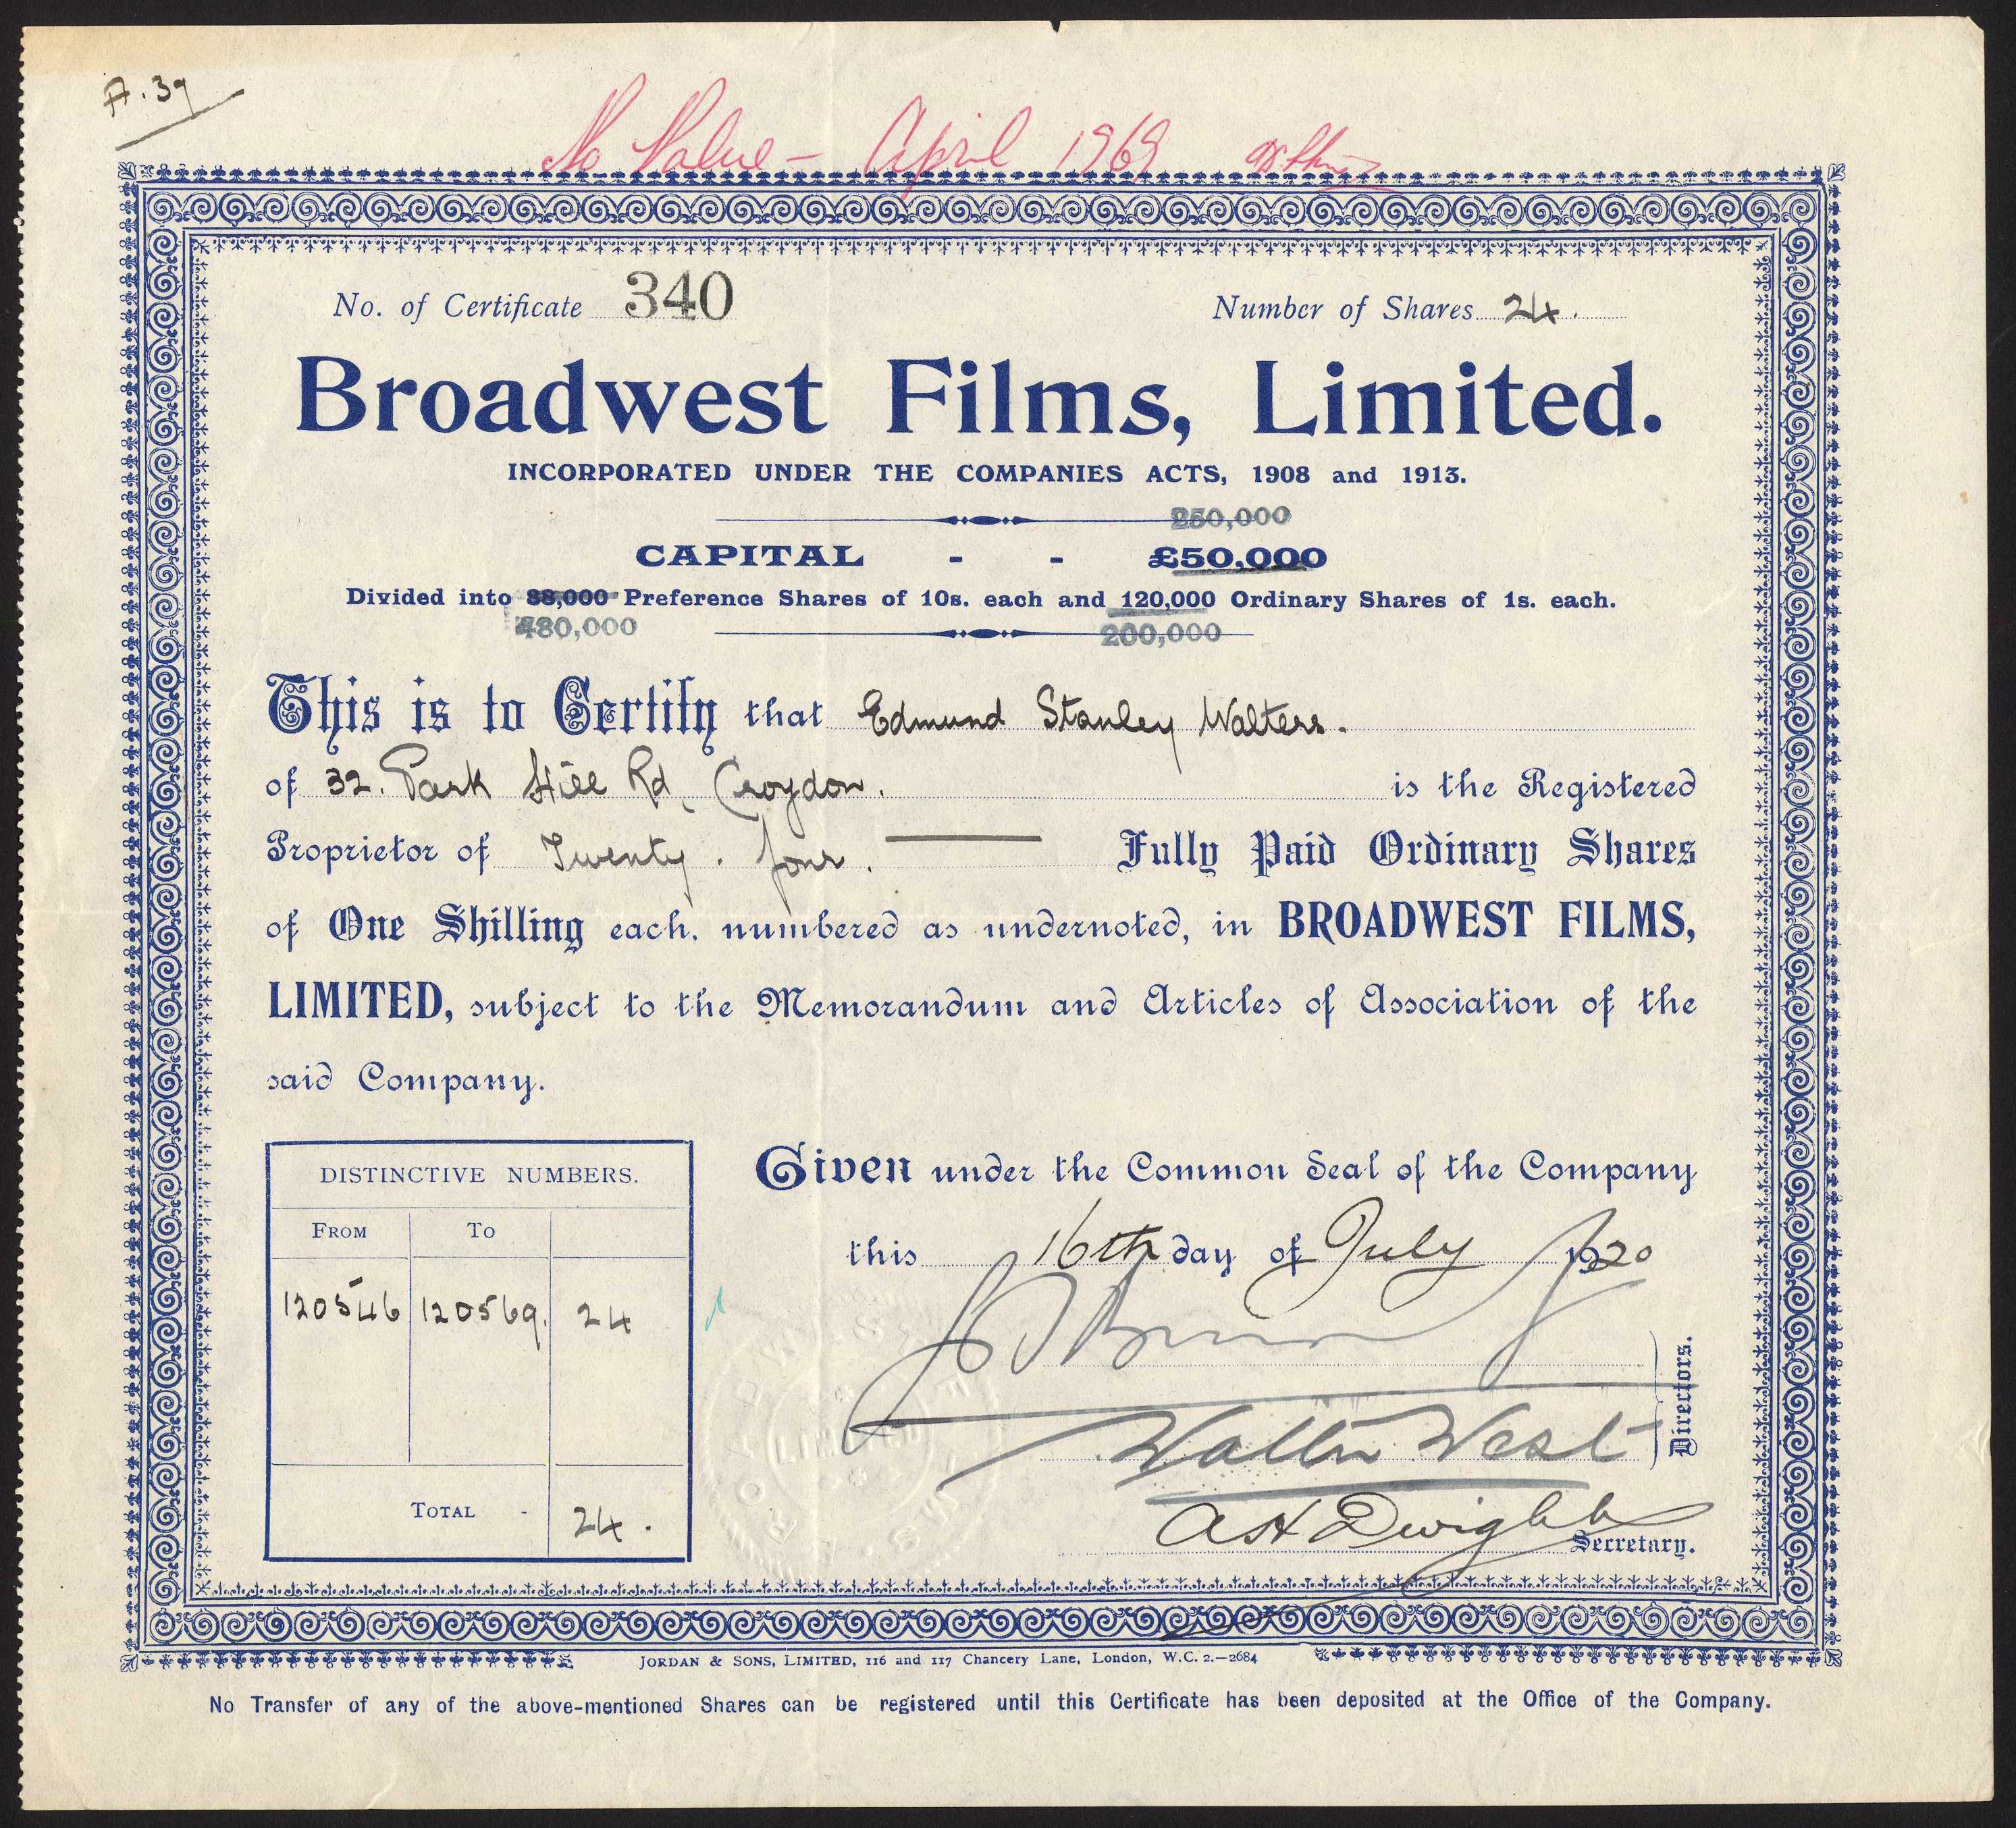 A.39
No Value - April 1969
No. of Certificate 340 Number of Shares 24.
Broadwest Films, Limited.
INCORPORATED UNDER THE COMPANIES ACTS, 1908 and 1913.
250,000
CAPITAL - - £50,000
Divided into 88,000 Preference Shares of 10s. each and 120,000 Ordinary Shares of 1s. each.
480,000 200,000
This is to Certify that Edmund Stanley Walters.
of 32. Park Hill Rd, Croydon. is the Registered
Proprietor of Twenty. four. Fully Paid Ordinary Shares
of One Shilling each, numbered as undernoted, in BROADWEST FILMS,
LIMITED, subject to the Memorandum and Articles of Association of the
said Company.
DISTINCTIVE NUMBERS.
FROM TO
120546 120569. 24
TOTAL - 24.
Given under the Common Seal of the Company
this 16th day of July 1920
Walter West
Directors.
A H Dwight
Secretary.
LIMITED
JORDAN & SONS, LIMITED, 116 and 117 Chancery Lane, London, W.C. 2.—2684
No Transfer of any of the above-mentioned Shares can be registered until this Certificate has been deposited at the Office of the Company.